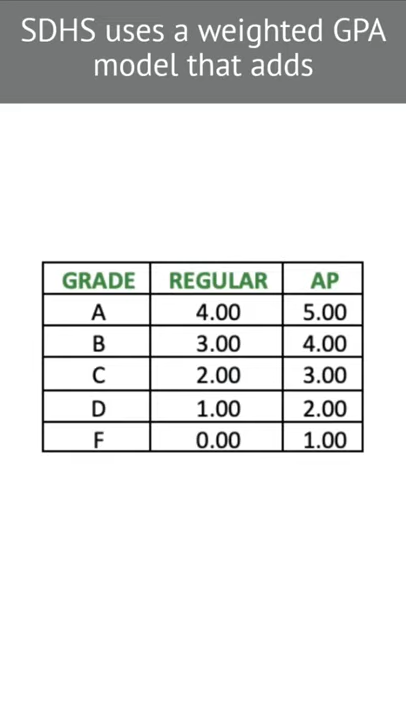 SDHS uses a weighted GPA
model that adds
GRADE REGULAR AP
A 4.00 5.00
B 3.00 4.00
C 2.00 3.00
D 1.00 2.00
F 0.00 1.00